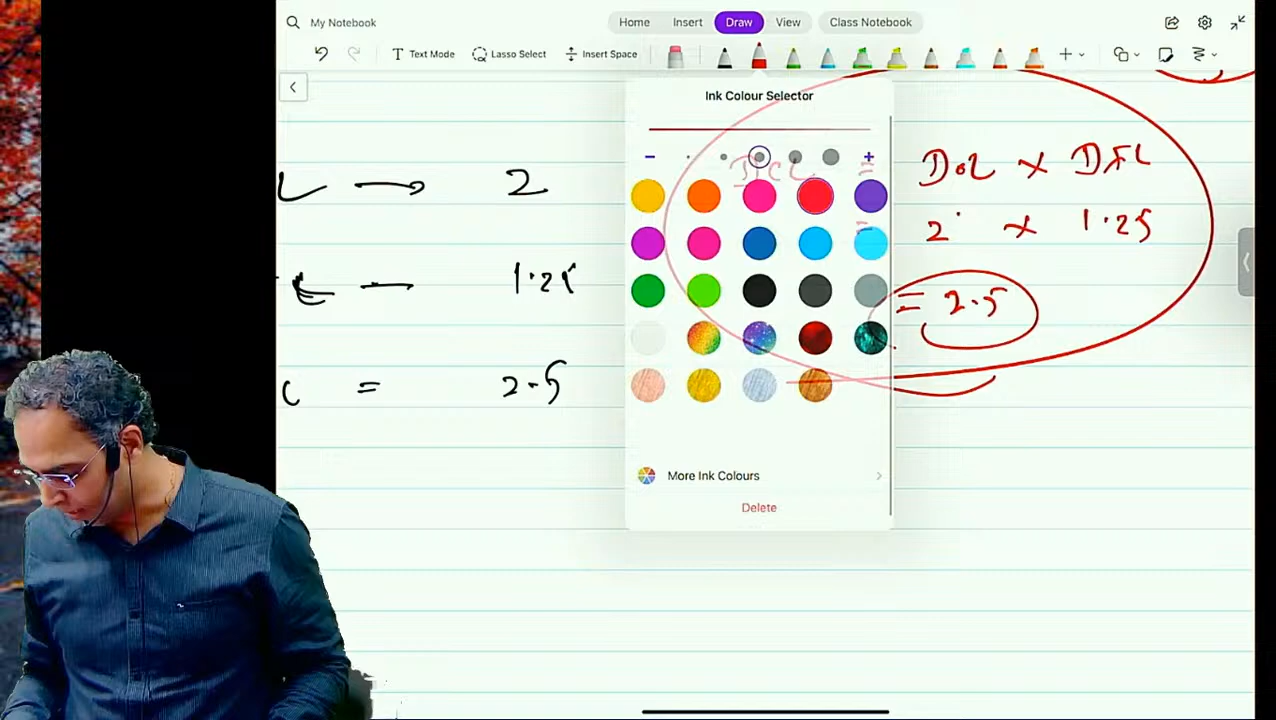 My Notebook
Home Insert Draw View Class Notebook
T Text Mode Lasso Select Insert Space
Ink Colour Selector
L → 2
DCL = DOL × DFL
= 2 × 1.25
= 2.5
— 1.25
C = 2.5
More Ink Colours
Delete